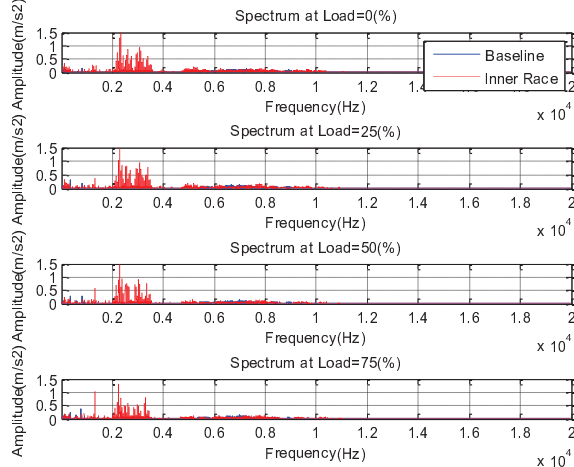 Spectrum at Load=0(%)
Amplitude(m/s2)
1.5
1
0.5
0
Baseline
Inner Race
0.2 0.4 0.6 0.8 1 1.2 1.4 1.6 1.8 2
Frequency(Hz)
x 10^4
Spectrum at Load=25(%)
Amplitude(m/s2)
1.5
1
0.5
0
0.2 0.4 0.6 0.8 1 1.2 1.4 1.6 1.8 2
Frequency(Hz)
x 10^4
Spectrum at Load=50(%)
Amplitude(m/s2)
1.5
1
0.5
0
0.2 0.4 0.6 0.8 1 1.2 1.4 1.6 1.8 2
Frequency(Hz)
x 10^4
Spectrum at Load=75(%)
Amplitude(m/s2)
1.5
1
0.5
0
0.2 0.4 0.6 0.8 1 1.2 1.4 1.6 1.8 2
Frequency(Hz)
x 10^4